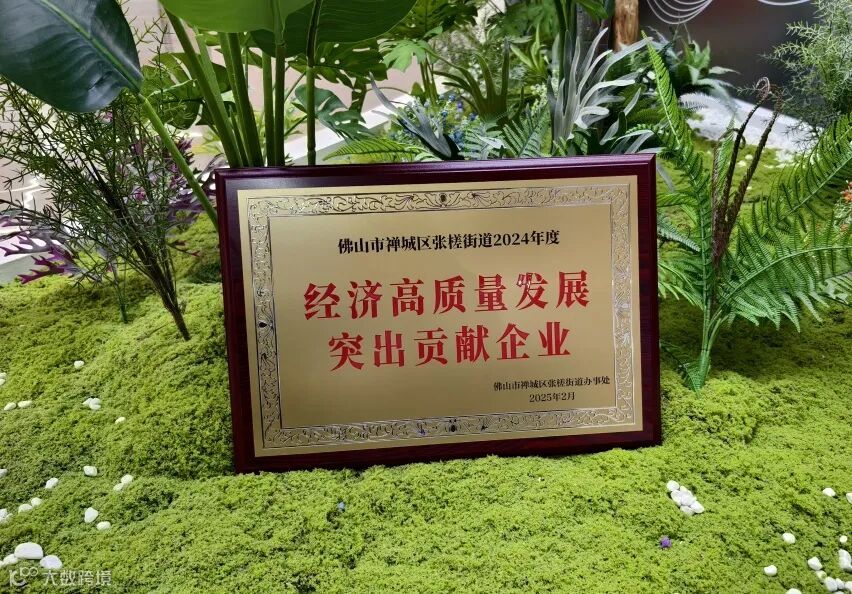 佛山市禅城区张槎街道2024年度
经济高质量发展
突出贡献企业
佛山市禅城区张槎街道办事处
2025年2月
大数跨境